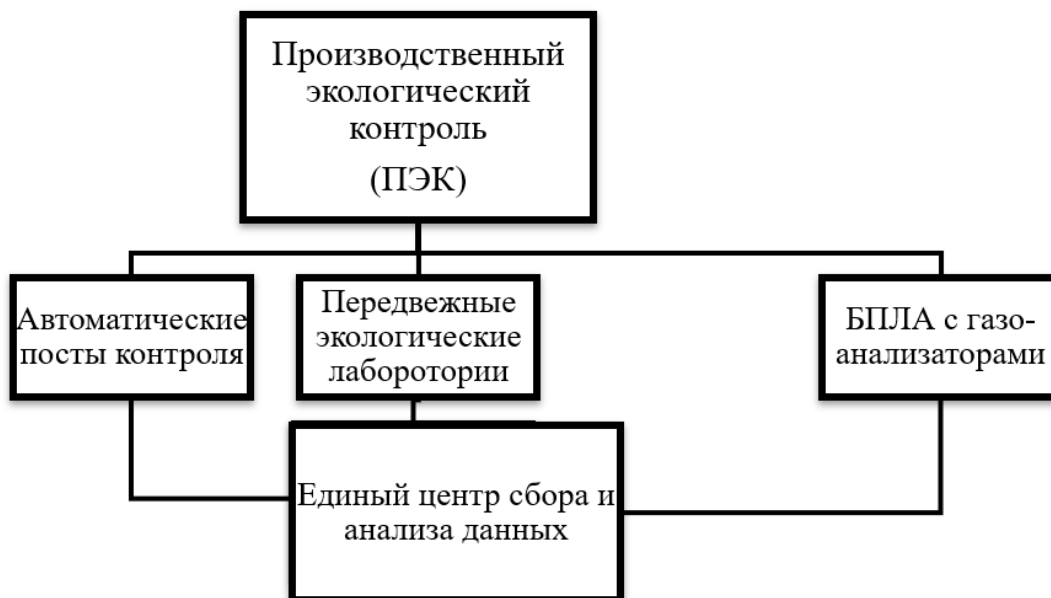 Производственный
экологический
контроль
(ПЭК)
Автоматические
посты контроля
Передвежные
экологические
лаборотории
БПЛА с газо-
анализаторами
Единый центр сбора и
анализа данных